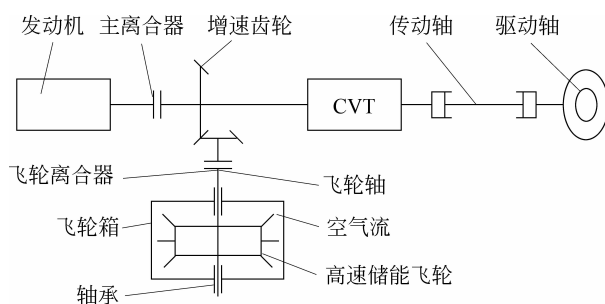 发动机 主离合器 增速齿轮 传动轴 驱动轴
CVT
飞轮离合器 飞轮轴
飞轮箱 空气流
高速储能飞轮
轴承